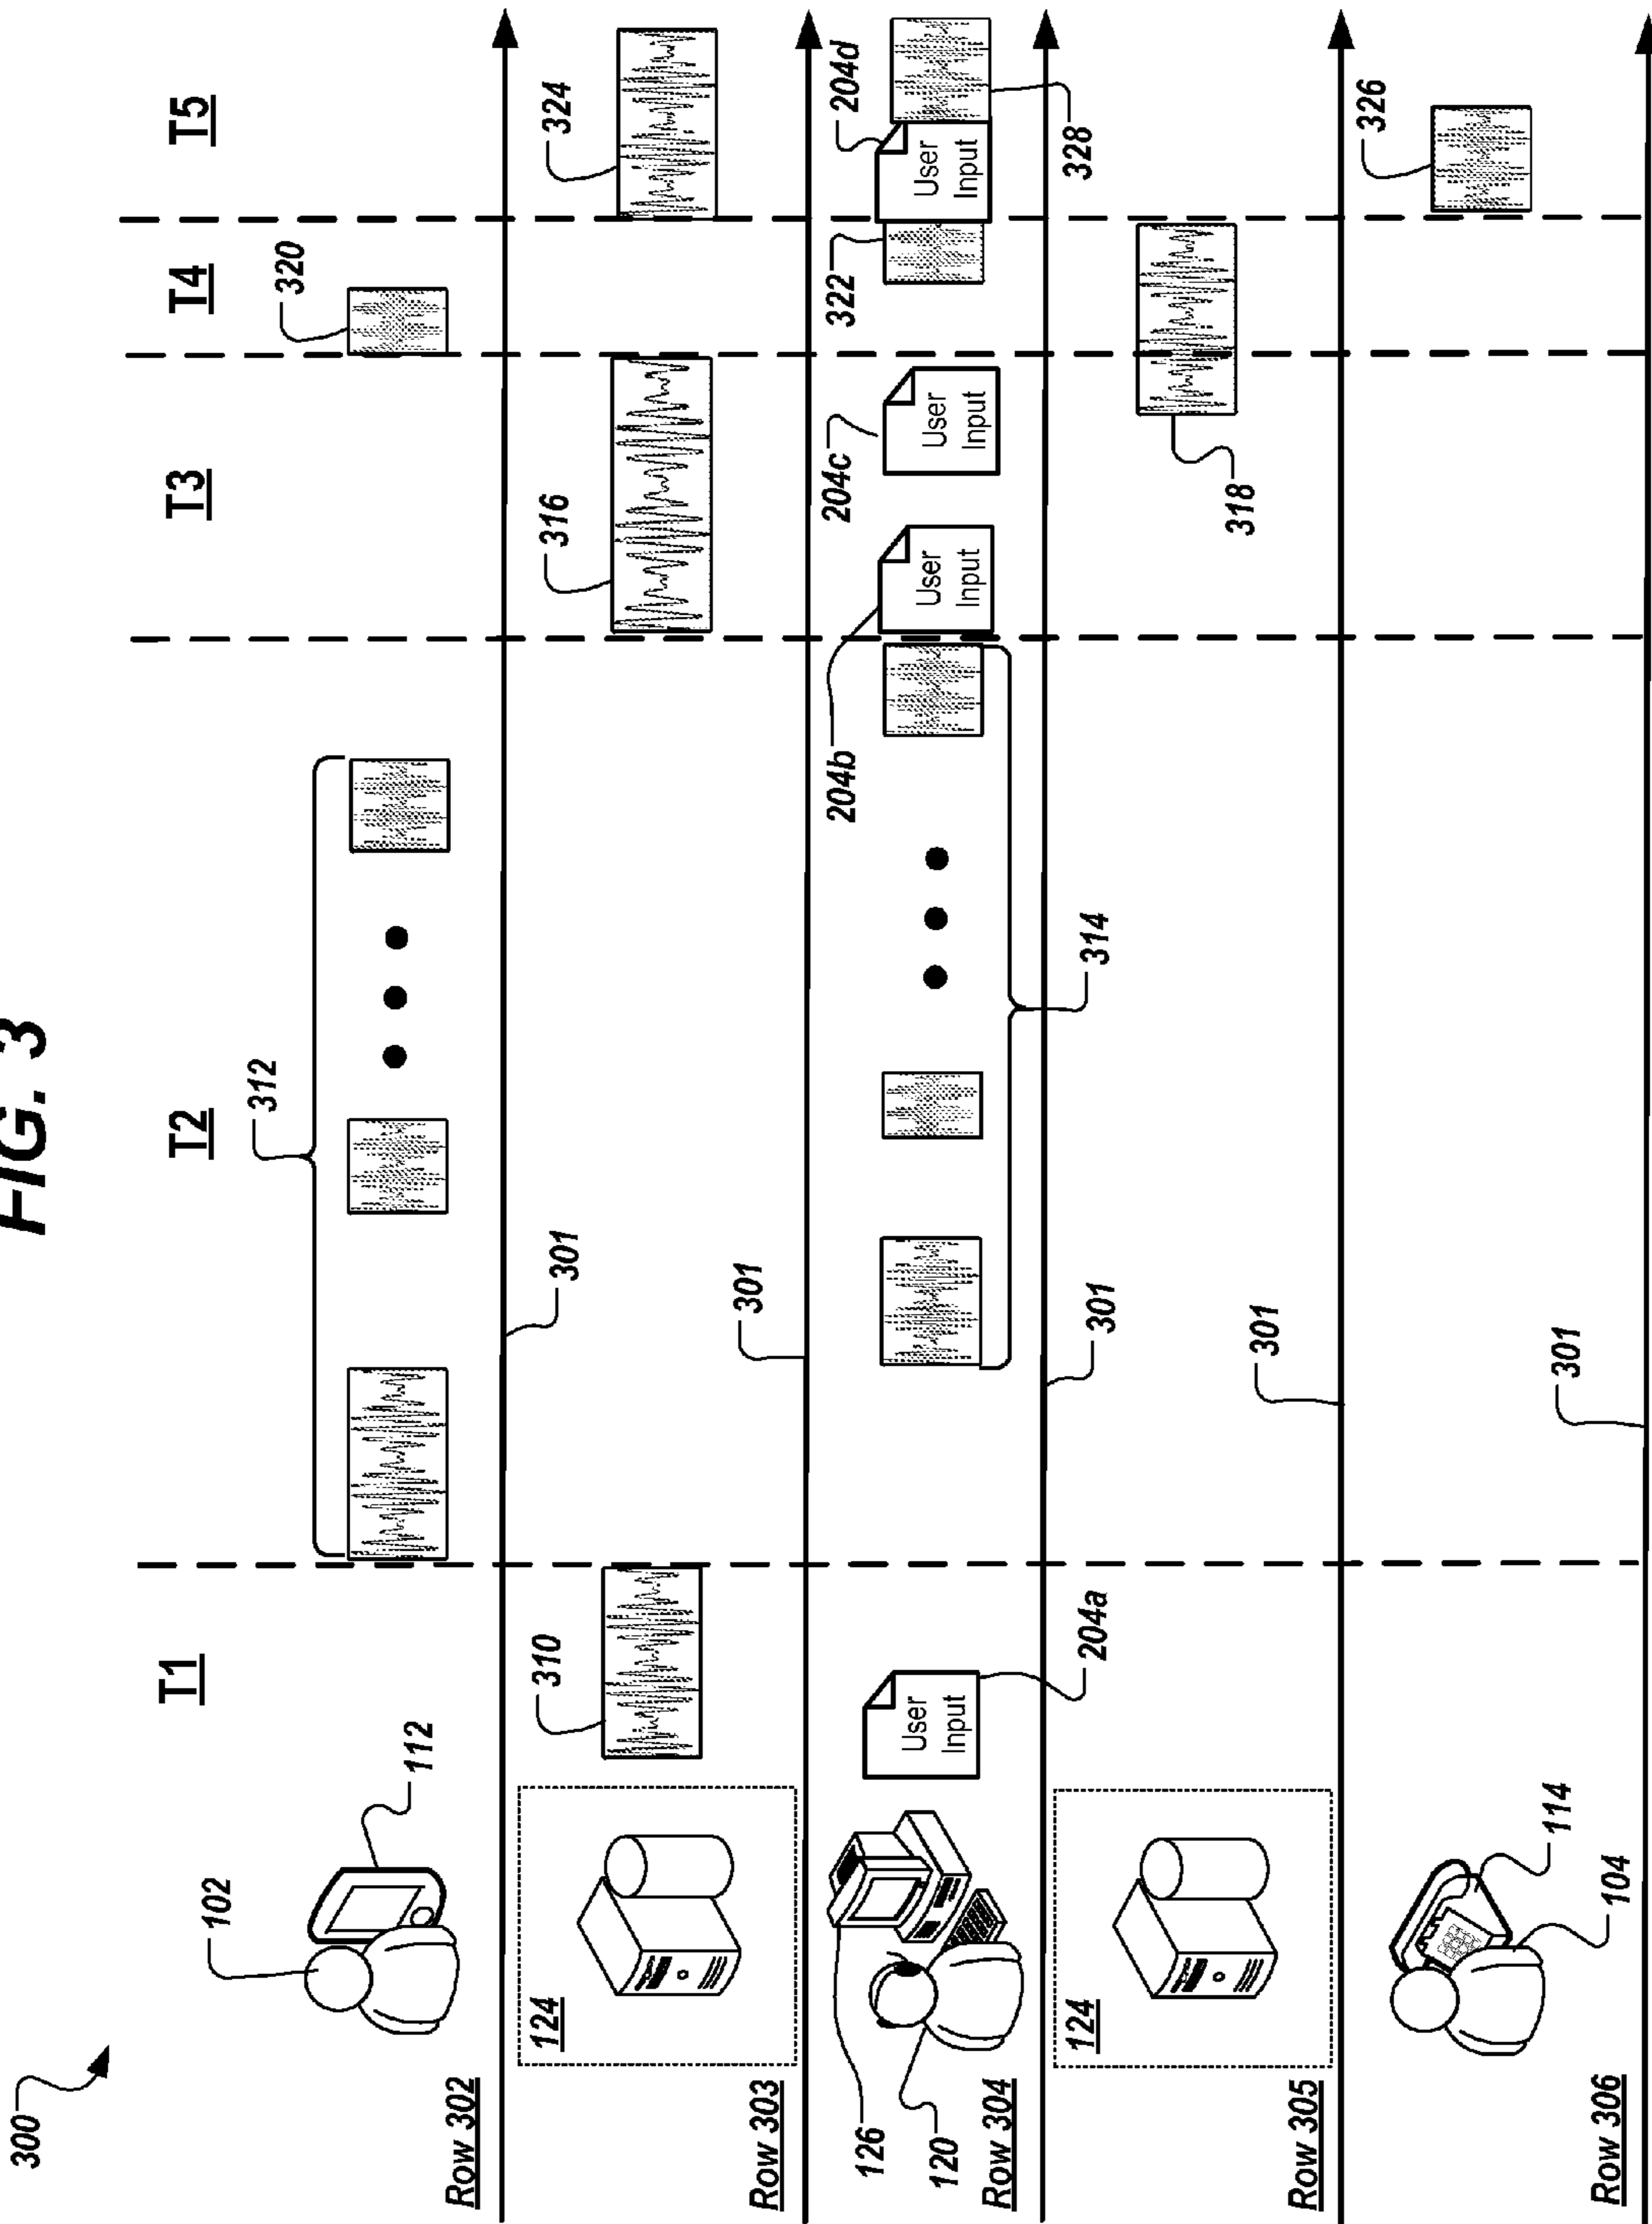 FIG. 3
300
T1
T2
T3
T4
T5
102
112
312
320
Row 302
301
124
310
316
324
Row 303
301
126
120
User
Input
204a
314
204b
User
Input
204c
User
Input
322
204d
User
Input
328
Row 304
301
124
318
Row 305
301
114
104
326
Row 306
301